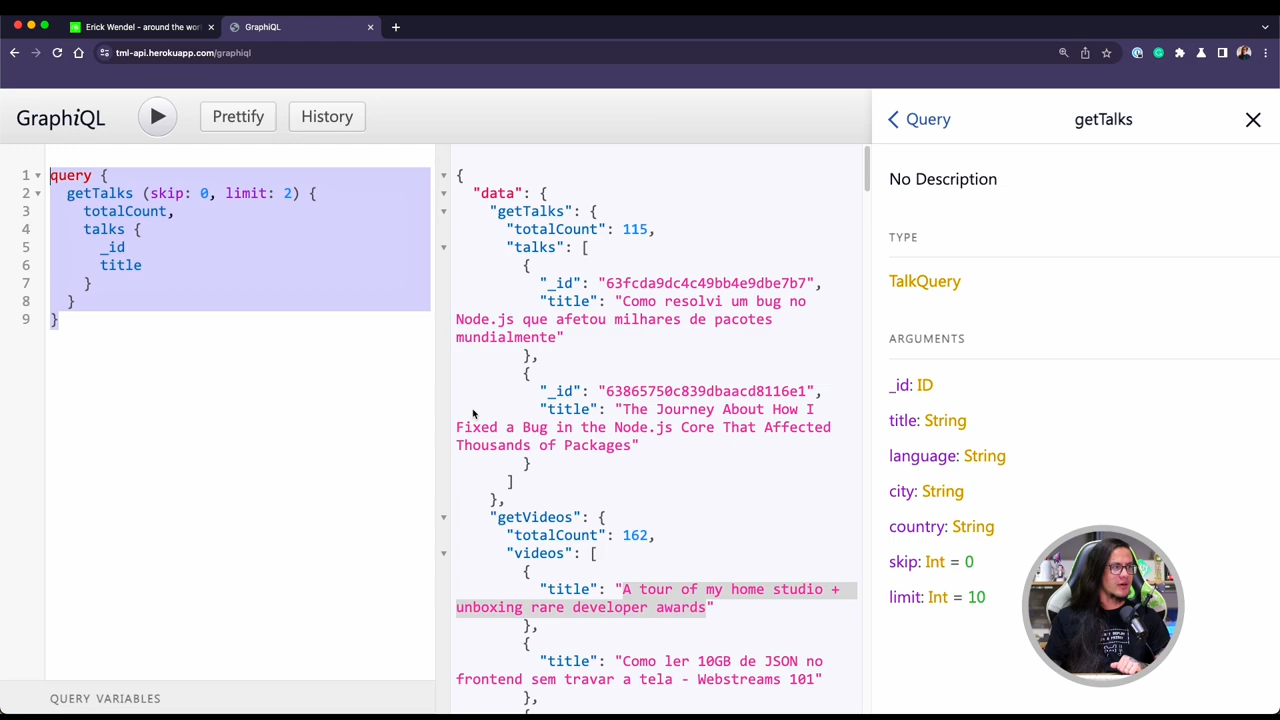 Erick Wendel - around the wor
GraphiQL
tml-api.herokuapp.com/graphiql
GraphiQL
Prettify
History
Query
getTalks
1 query {
2 getTalks (skip: 0, limit: 2) {
3 totalCount,
4 talks {
5 _id
6 title
7 }
8 }
9 }
QUERY VARIABLES
{
"data": {
"getTalks": {
"totalCount": 115,
"talks": [
{
"_id": "63fcda9dc4c49bb4e9dbe7b7",
"title": "Como resolvi um bug no
Node.js que afetou milhares de pacotes
mundialmente"
},
{
"_id": "63865750c839dbaacd8116e1",
"title": "The Journey About How I
Fixed a Bug in the Node.js Core That Affected
Thousands of Packages"
}
]
},
"getVideos": {
"totalCount": 162,
"videos": [
{
"title": "A tour of my home studio +
unboxing rare developer awards"
},
{
"title": "Como ler 10GB de JSON no
frontend sem travar a tela - Webstreams 101"
},
{
No Description
TYPE
TalkQuery
ARGUMENTS
_id: ID
title: String
language: String
city: String
country: String
skip: Int = 0
limit: Int = 10